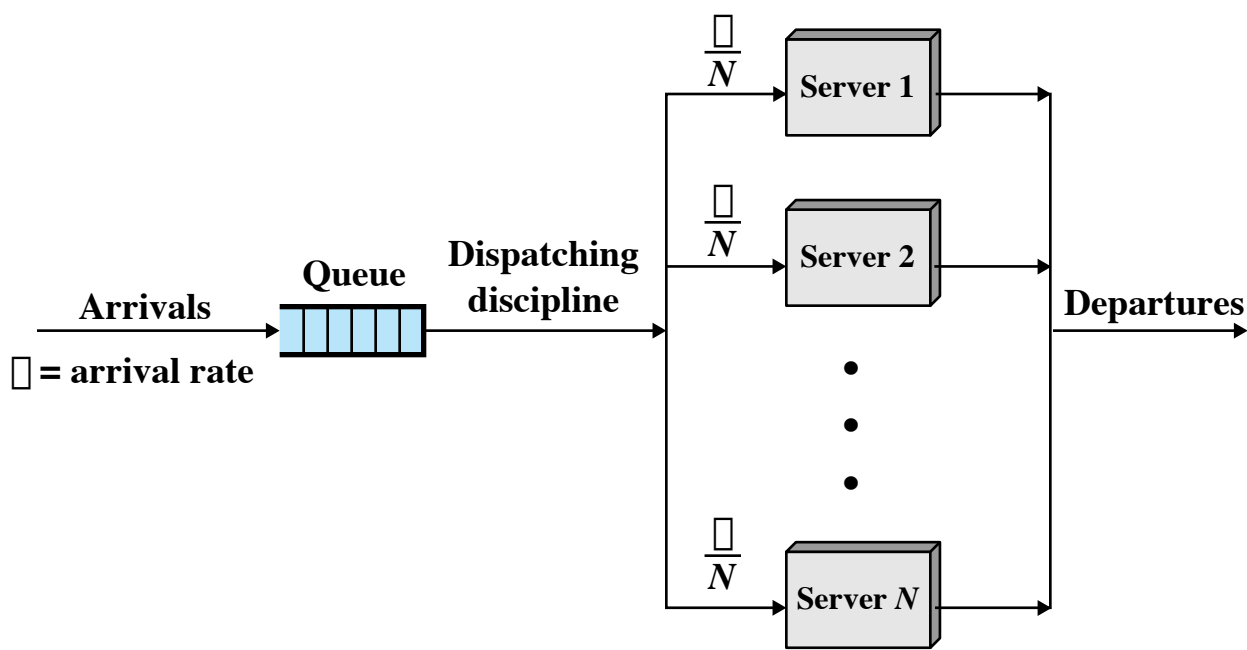 ▯
N
Server 1
▯
N
Server 2
Dispatching
discipline
Queue
Arrivals
Departures
▯ = arrival rate
▯
N
Server N